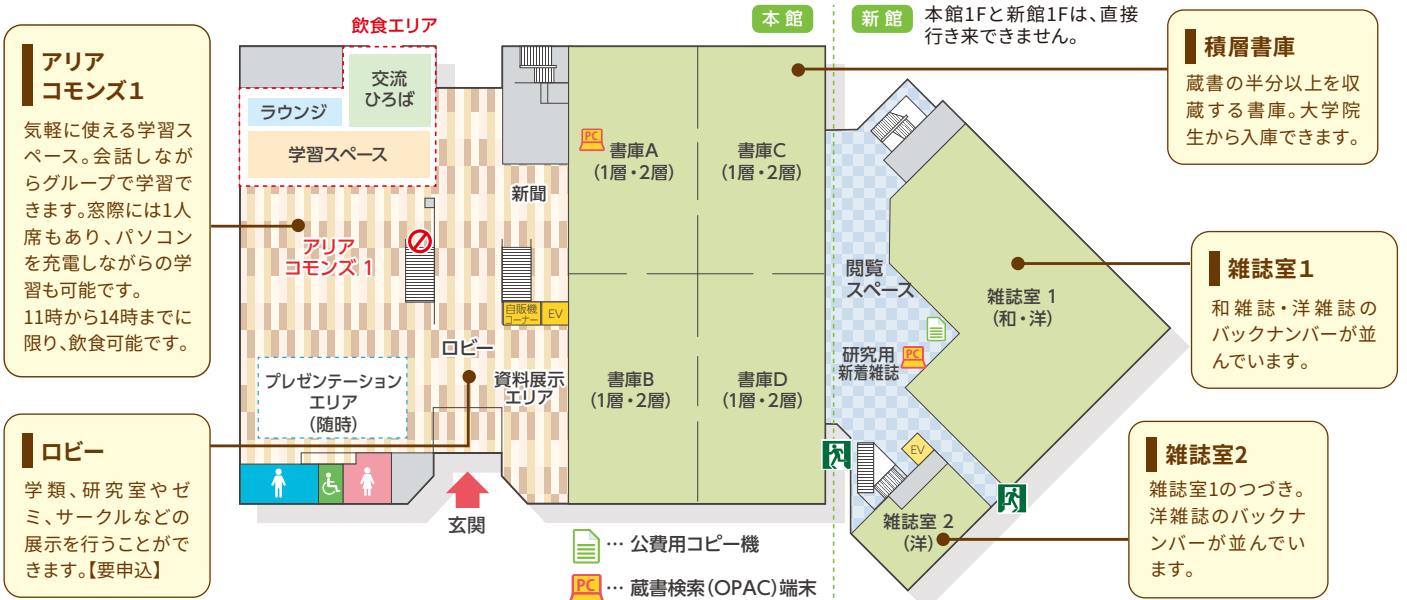 アリア
コモンズ1
気軽に使える学習ス
ペース。会話しなが
らグループで学習で
きます。窓際には1人
席もあり、パソコン
を充電しながらの学
習も可能です。
11時から14時までに
限り、飲食可能です。
ロビー
学類、研究室やゼ
ミ、サークルなどの
展示を行うことがで
きます。【要申込】
飲食エリア
交流
ひろば
ラウンジ
学習スペース
新聞
アリア
コモンズ 1
自販機
コーナー
EV
ロビー
資料展示
エリア
プレゼンテーション
エリア
(随時)
玄関
本館
新館
本館1Fと新館1Fは、直接
行き来できません。
PC
書庫A
(1層・2層)
書庫C
(1層・2層)
書庫B
(1層・2層)
書庫D
(1層・2層)
閲覧
スペース
研究用
新着雑誌
PC
EV
雑誌室 1
(和・洋)
雑誌室 2
(洋)
… 公費用コピー機
PC … 蔵書検索(OPAC)端末
積層書庫
蔵書の半分以上を収
蔵する書庫。大学院
生から入庫できます。
雑誌室1
和雑誌・洋雑誌の
バックナンバーが並
んでいます。
雑誌室2
雑誌室1のつづき。
洋雑誌のバックナ
ンバーが並んでい
ます。